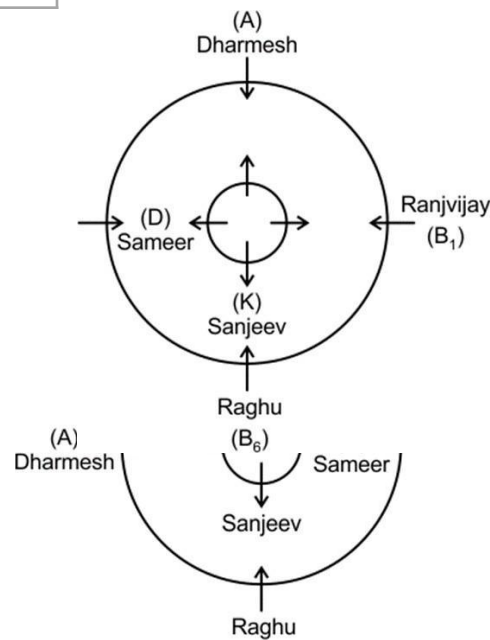 (A)
Dharmesh
(D)
Sameer
Ranjvijay
(B₁)
(K)
Sanjeev
Raghu
(B₆)
(A)
Dharmesh
Sameer
Sanjeev
Raghu